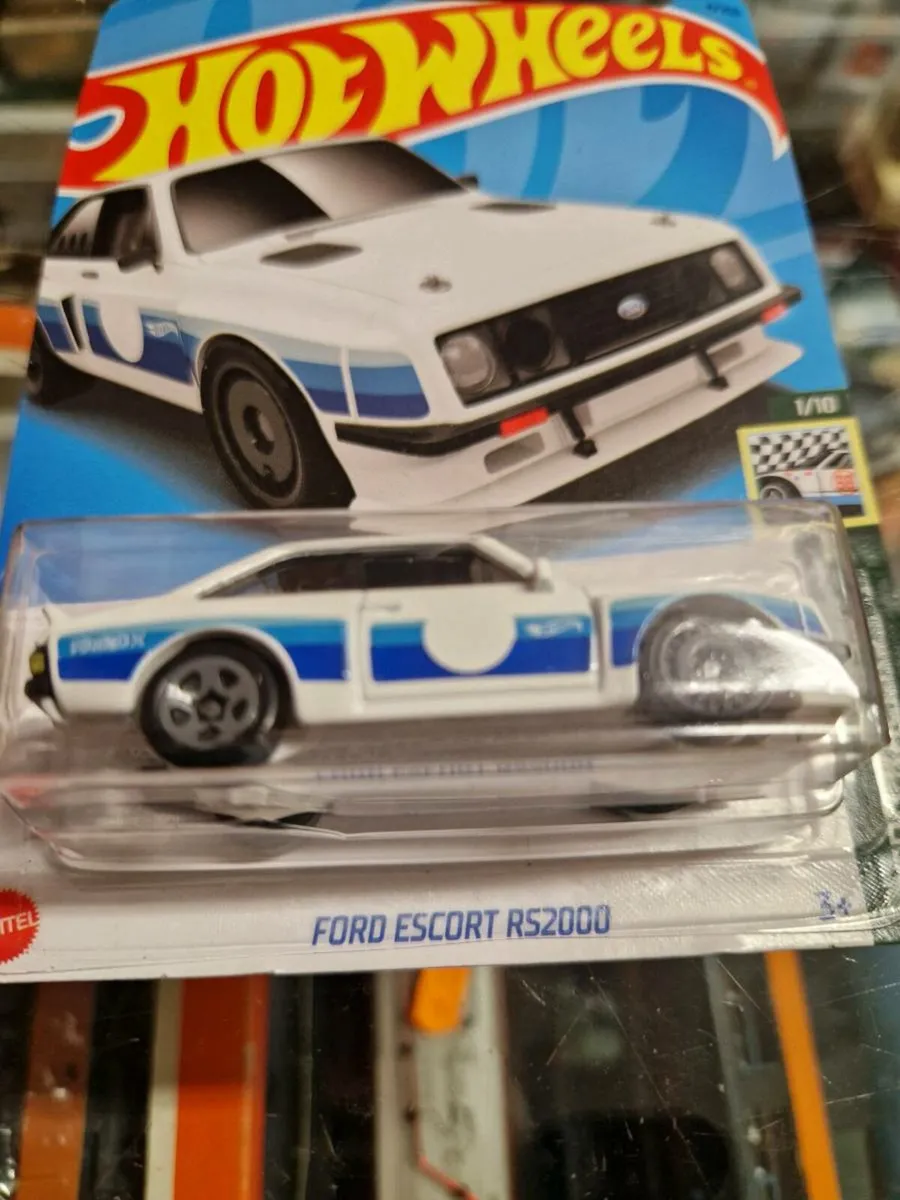 HOT WHEELS
1/10
FORD ESCORT RS2000
3+